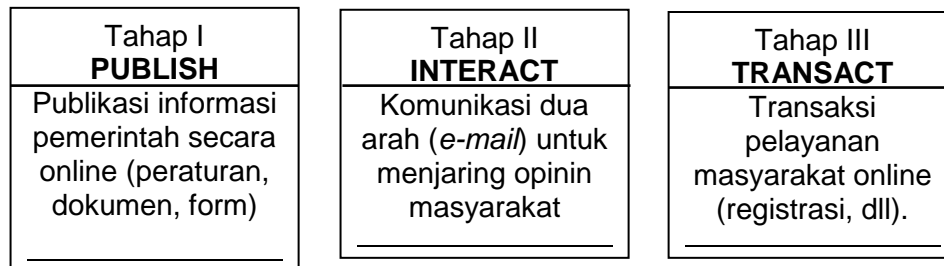 Tahap I
PUBLISH
Publikasi informasi
pemerintah secara
online (peraturan,
dokumen, form)
Tahap II
INTERACT
Komunikasi dua
arah (e-mail) untuk
menjaring opinin
masyarakat
Tahap III
TRANSACT
Transaksi
pelayanan
masyarakat online
(registrasi, dll).